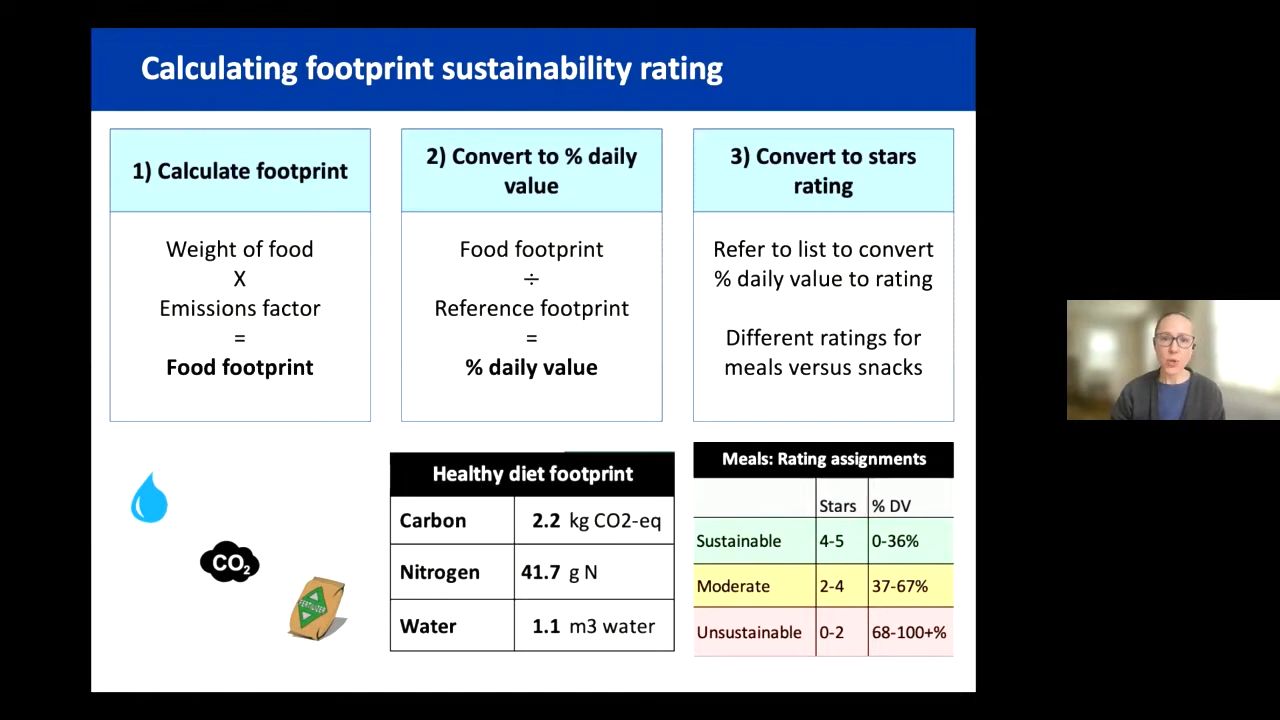 Calculating footprint sustainability rating
1) Calculate footprint
Weight of food
X
Emissions factor
=
Food footprint
2) Convert to % daily
value
Food footprint
÷
Reference footprint
=
% daily value
3) Convert to stars
rating
Refer to list to convert
% daily value to rating
Different ratings for
meals versus snacks
CO2
FERTILIZER
Healthy diet footprint
Carbon 2.2 kg CO2-eq
Nitrogen 41.7 g N
Water 1.1 m3 water
Meals: Rating assignments
Stars % DV
Sustainable 4-5 0-36%
Moderate 2-4 37-67%
Unsustainable 0-2 68-100+%